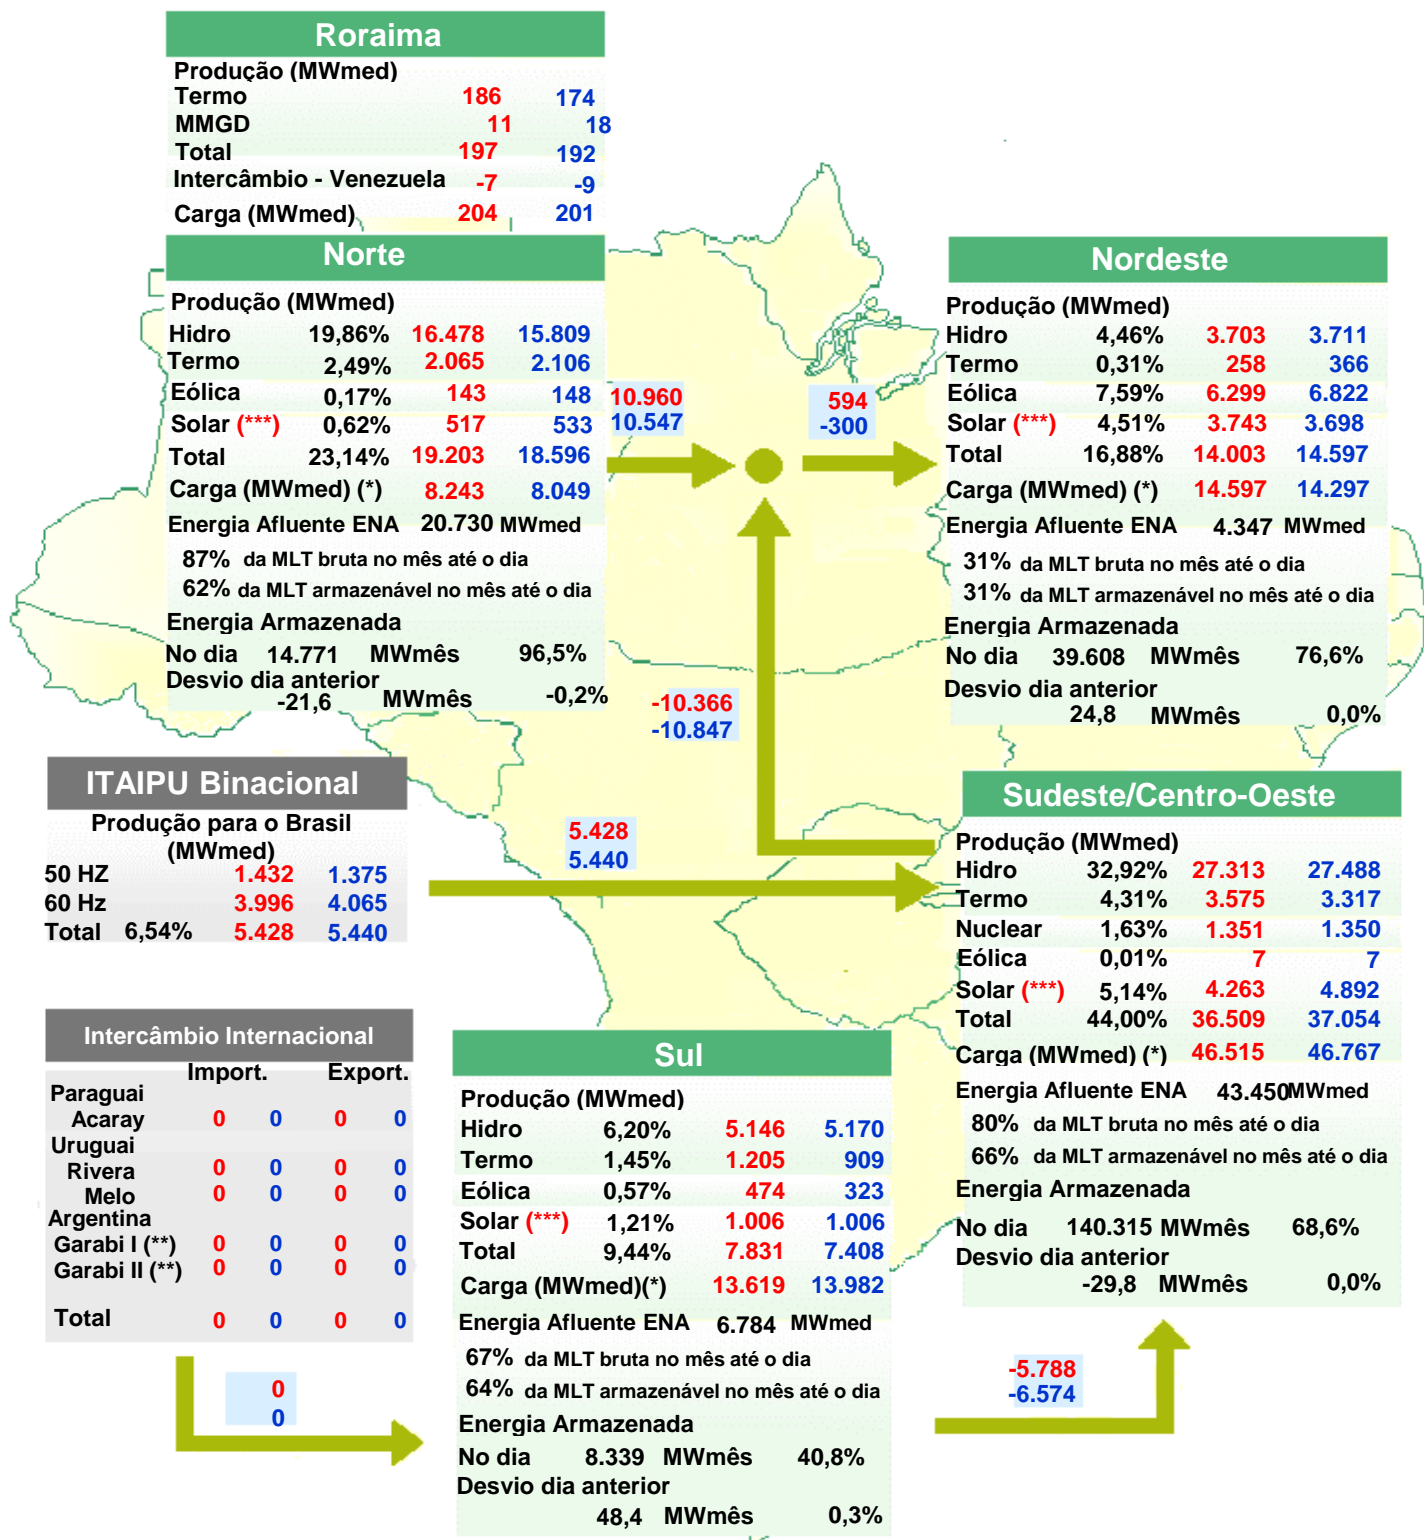 Roraima
Produção (MWmed)
Termo 186 174
MMGD 11 18
Total 197 192
Intercâmbio - Venezuela -7 -9
Carga (MWmed) 204 201
Norte
Produção (MWmed)
Hidro 19,86% 16.478 15.809
Termo 2,49% 2.065 2.106
Eólica 0,17% 143 148
Solar (***) 0,62% 517 533
Total 23,14% 19.203 18.596
Carga (MWmed) (*) 8.243 8.049
Energia Afluente ENA 20.730 MWmed
87% da MLT bruta no mês até o dia
62% da MLT armazenável no mês até o dia
Energia Armazenada
No dia 14.771 MWmês 96,5%
Desvio dia anterior
-21,6 MWmês -0,2%
10.960
10.547
594
-300
Nordeste
Produção (MWmed)
Hidro 4,46% 3.703 3.711
Termo 0,31% 258 366
Eólica 7,59% 6.299 6.822
Solar (***) 4,51% 3.743 3.698
Total 16,88% 14.003 14.597
Carga (MWmed) (*) 14.597 14.297
Energia Afluente ENA 4.347 MWmed
31% da MLT bruta no mês até o dia
31% da MLT armazenável no mês até o dia
Energia Armazenada
No dia 39.608 MWmês 76,6%
Desvio dia anterior
24,8 MWmês 0,0%
-10.366
-10.847
ITAIPU Binacional
Produção para o Brasil
(MWmed)
50 HZ 1.432 1.375
60 Hz 3.996 4.065
Total 6,54% 5.428 5.440
5.428
5.440
Sudeste/Centro-Oeste
Produção (MWmed)
Hidro 32,92% 27.313 27.488
Termo 4,31% 3.575 3.317
Nuclear 1,63% 1.351 1.350
Eólica 0,01% 7 7
Solar (***) 5,14% 4.263 4.892
Total 44,00% 36.509 37.054
Carga (MWmed) (*) 46.515 46.767
Energia Afluente ENA 43.450MWmed
80% da MLT bruta no mês até o dia
66% da MLT armazenável no mês até o dia
Energia Armazenada
No dia 140.315 MWmês 68,6%
Desvio dia anterior
-29,8 MWmês 0,0%
Intercâmbio Internacional
Import. Export.
Paraguai
Acaray 0 0 0 0
Uruguai
Rivera 0 0 0 0
Melo 0 0 0 0
Argentina
Garabi I (**) 0 0 0 0
Garabi II (**) 0 0 0 0
Total 0 0 0 0
0
0
Sul
Produção (MWmed)
Hidro 6,20% 5.146 5.170
Termo 1,45% 1.205 909
Eólica 0,57% 474 323
Solar (***) 1,21% 1.006 1.006
Total 9,44% 7.831 7.408
Carga (MWmed)(*) 13.619 13.982
Energia Afluente ENA 6.784 MWmed
67% da MLT bruta no mês até o dia
64% da MLT armazenável no mês até o dia
Energia Armazenada
No dia 8.339 MWmês 40,8%
Desvio dia anterior
48,4 MWmês 0,3%
-5.788
-6.574